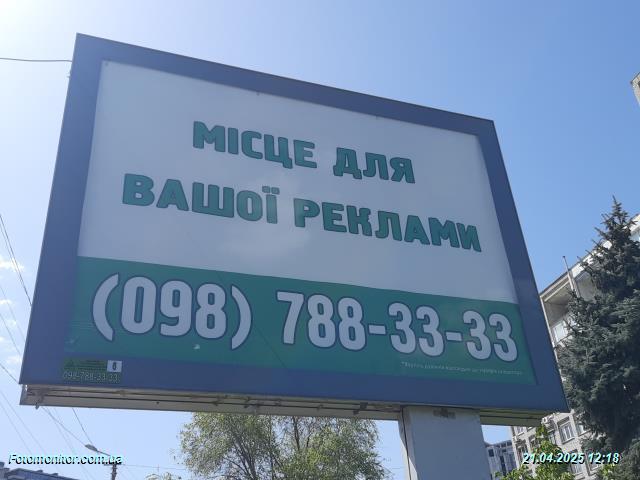 МІСЦЕ ДЛЯ
ВАШОЇ РЕКЛАМИ
(098) 788-33-33
098-788-33-33
Fotomonitor.com.ua
21.04.2025 12:18